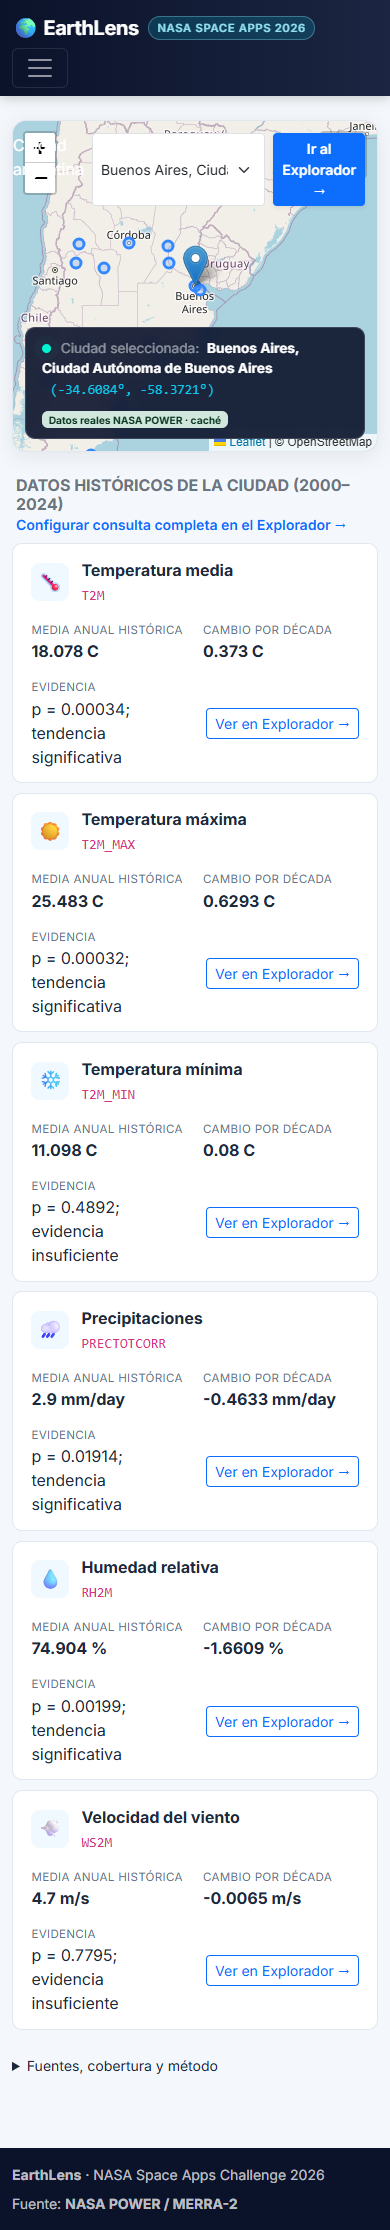 EarthLens NASA SPACE APPS 2026
+
−
Buenos Aires, Ciuda
Ir al
Explorador
→
Córdoba
Santiago
Uruguay
Buenos
Aires
Chile
Ciudad seleccionada: Buenos Aires,
Ciudad Autónoma de Buenos Aires
(-34.6084°, -58.3721°)
Datos reales NASA POWER · caché
Leaflet | © OpenStreetMap
DATOS HISTÓRICOS DE LA CIUDAD (2000–
2024)
Configurar consulta completa en el Explorador →
Temperatura media
T2M
MEDIA ANUAL HISTÓRICA CAMBIO POR DÉCADA
18.078 C 0.373 C
EVIDENCIA
p = 0.00034;
tendencia
significativa
Ver en Explorador →
Temperatura máxima
T2M_MAX
MEDIA ANUAL HISTÓRICA CAMBIO POR DÉCADA
25.483 C 0.6293 C
EVIDENCIA
p = 0.00032;
tendencia
significativa
Ver en Explorador →
Temperatura mínima
T2M_MIN
MEDIA ANUAL HISTÓRICA CAMBIO POR DÉCADA
11.098 C 0.08 C
EVIDENCIA
p = 0.4892;
evidencia
insuficiente
Ver en Explorador →
Precipitaciones
PRECTOTCORR
MEDIA ANUAL HISTÓRICA CAMBIO POR DÉCADA
2.9 mm/day -0.4633 mm/day
EVIDENCIA
p = 0.01914;
tendencia
significativa
Ver en Explorador →
Humedad relativa
RH2M
MEDIA ANUAL HISTÓRICA CAMBIO POR DÉCADA
74.904 % -1.6609 %
EVIDENCIA
p = 0.00199;
tendencia
significativa
Ver en Explorador →
Velocidad del viento
WS2M
MEDIA ANUAL HISTÓRICA CAMBIO POR DÉCADA
4.7 m/s -0.0065 m/s
EVIDENCIA
p = 0.7795;
evidencia
insuficiente
Ver en Explorador →
Fuentes, cobertura y método
EarthLens · NASA Space Apps Challenge 2026
Fuente: NASA POWER / MERRA-2